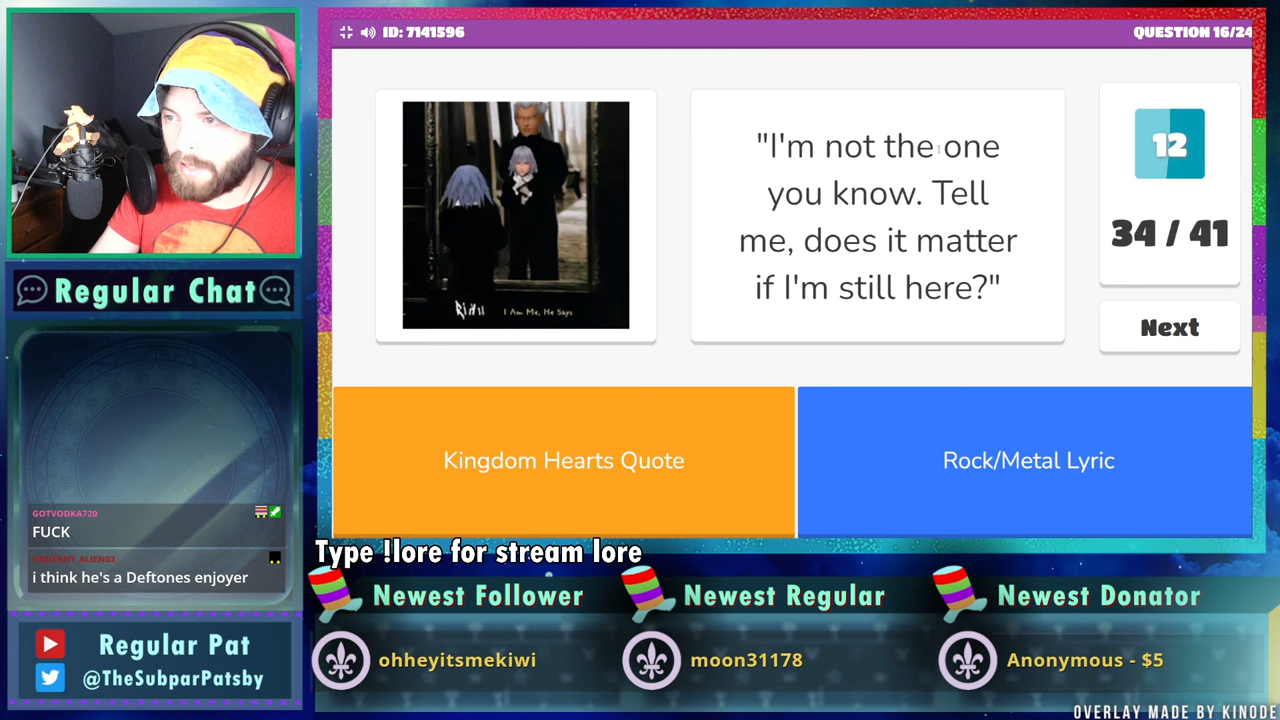 ID: 7141596
QUESTION 16/24
"I'm not the one
you know. Tell
me, does it matter
if I'm still here?"
12
34 / 41
Next
I Am Me, He Says
Kingdom Hearts Quote
Rock/Metal Lyric
Regular Chat
GOTVODKA720
FUCK
i think he's a Deftones enjoyer
Type !lore for stream lore
Newest Follower
Newest Regular
Newest Donator
ohheyitsmekiwi
moon31178
Anonymous - $5
Regular Pat
@TheSubparPatsby
OVERLAY MADE BY KINODE